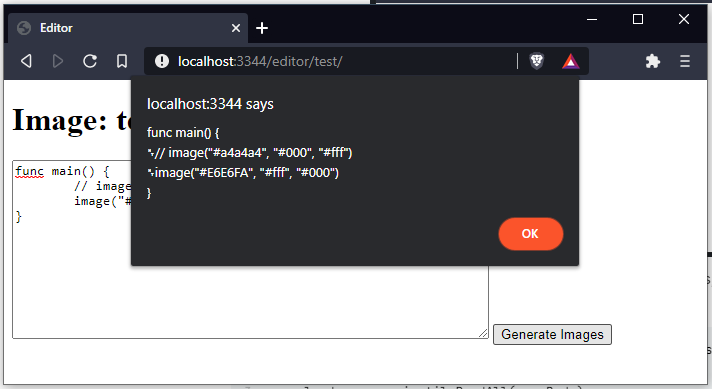 Editor
localhost:3344/editor/test/
Image: te
localhost:3344 says
func main() {
// image("#a4a4a4", "#000", "#fff")
image("#E6E6FA", "#fff", "#000")
}
OK
func main() {
// image
image("#
}
Generate Images